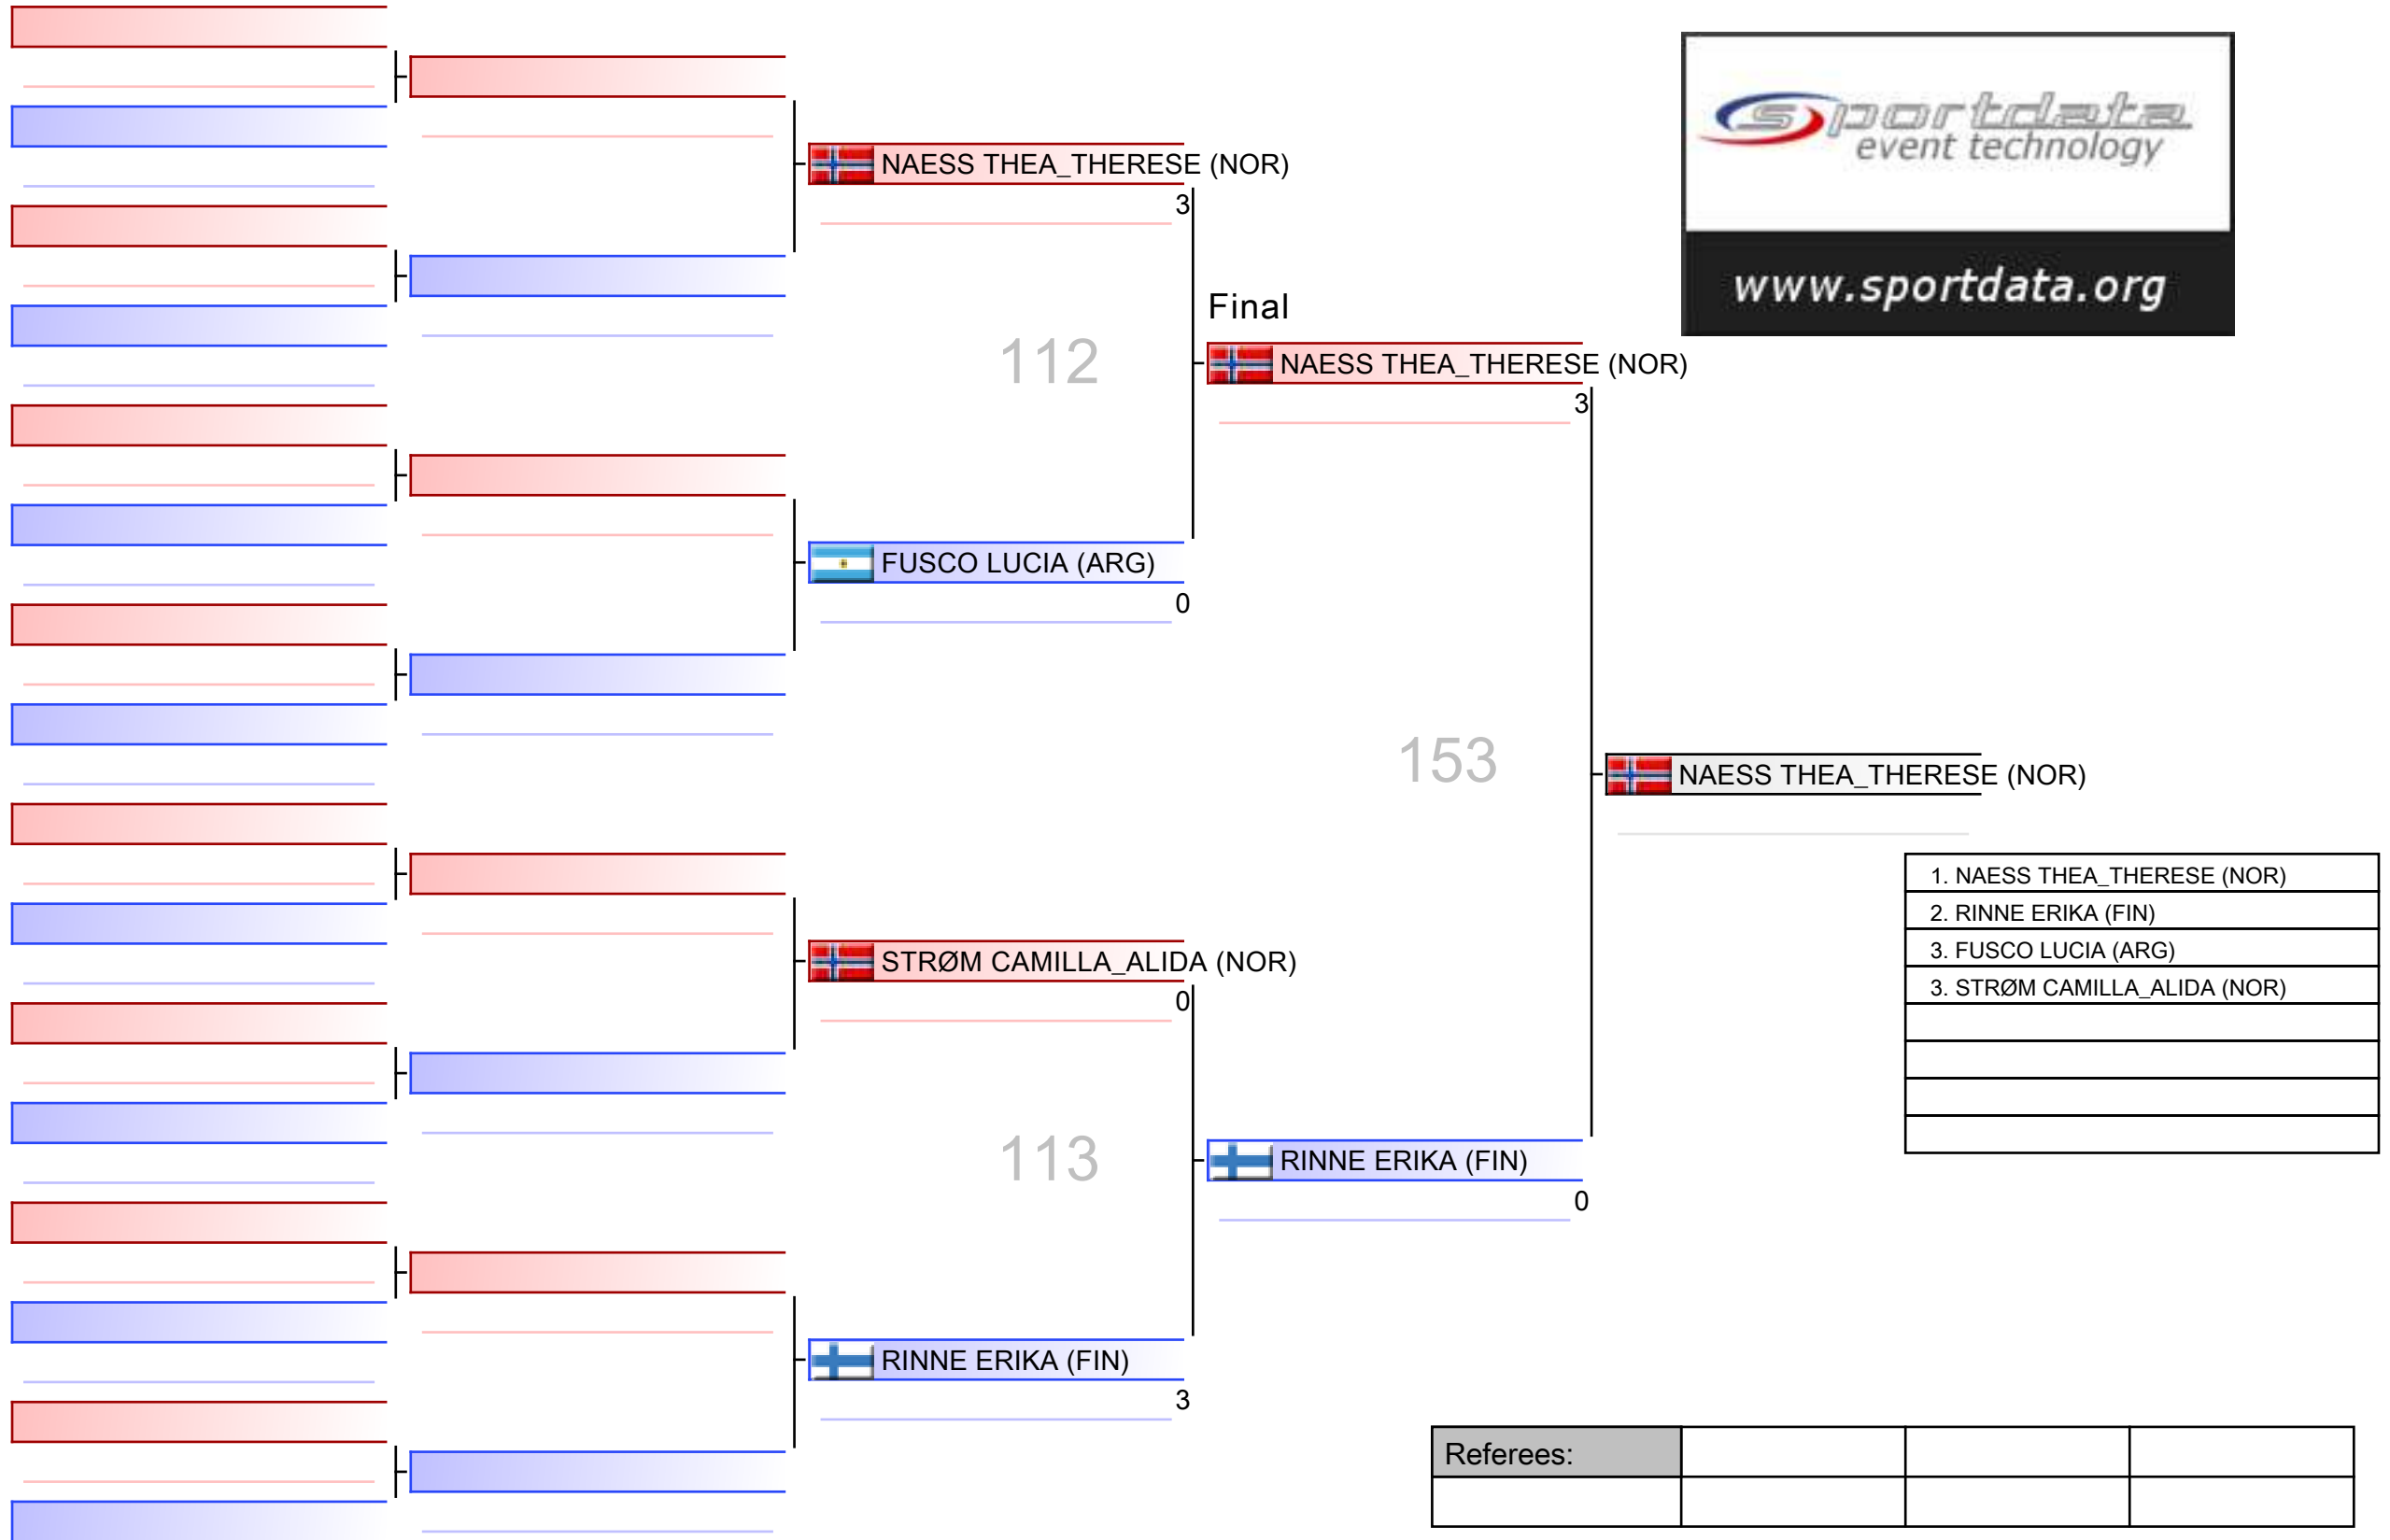 sportdata
event technology
www.sportdata.org
NAESS THEA_THERESE (NOR)
3
112
Final
NAESS THEA_THERESE (NOR)
3
FUSCO LUCIA (ARG)
0
153
NAESS THEA_THERESE (NOR)
1. NAESS THEA_THERESE (NOR)
2. RINNE ERIKA (FIN)
3. FUSCO LUCIA (ARG)
3. STRØM CAMILLA_ALIDA (NOR)
STRØM CAMILLA_ALIDA (NOR)
0
113
RINNE ERIKA (FIN)
0
RINNE ERIKA (FIN)
3
Referees: